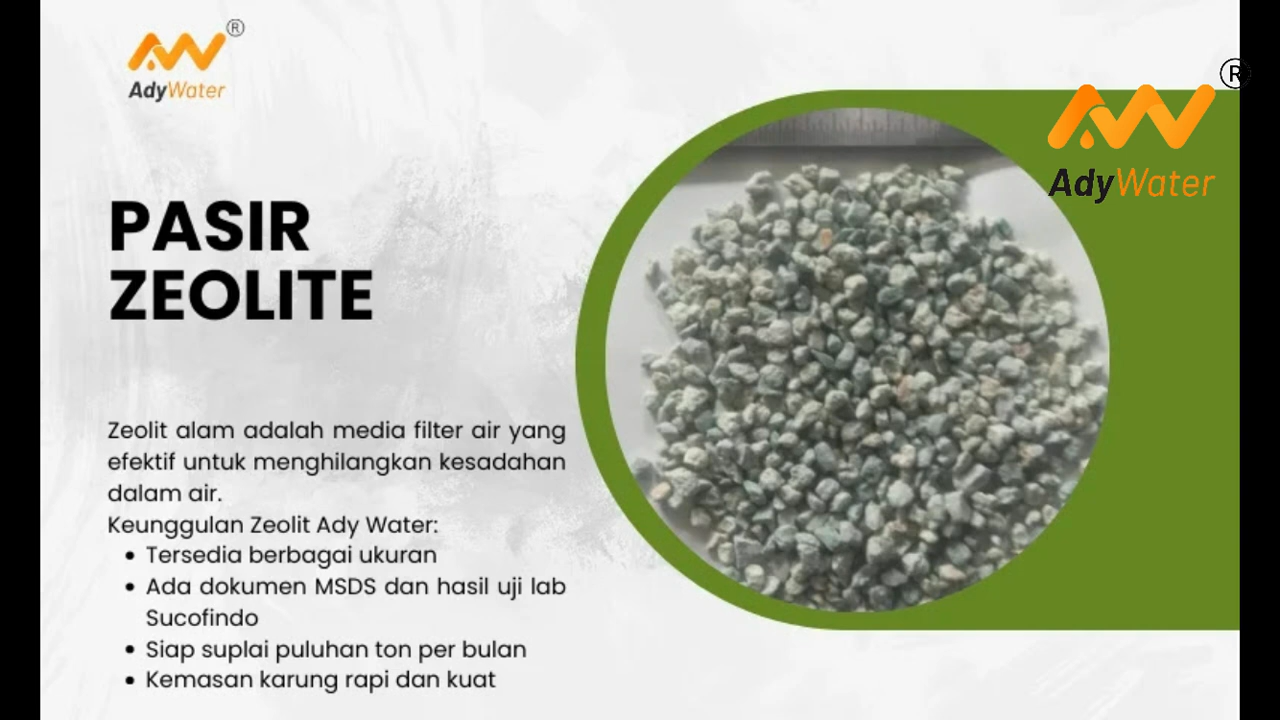 ®
AdyWater
®
AdyWater
PASIR
ZEOLITE
Zeolit alam adalah media filter air yang
efektif untuk menghilangkan kesadahan
dalam air.
Keunggulan Zeolit Ady Water:
• Tersedia berbagai ukuran
• Ada dokumen MSDS dan hasil uji lab
Sucofindo
• Siap suplai puluhan ton per bulan
• Kemasan karung rapi dan kuat